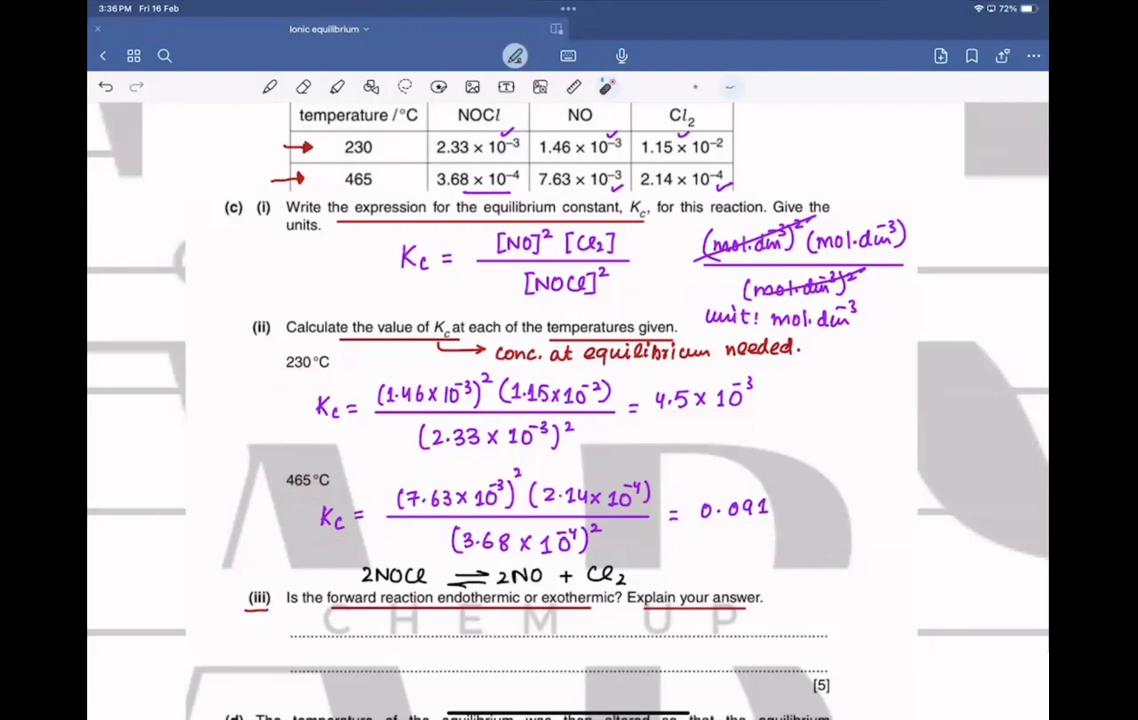 3:36 PM Fri 16 Feb
72%
Ionic equilibrium
temperature / °C NOCl NO Cl₂
230 2.33 × 10⁻³ 1.46 × 10⁻³ 1.15 × 10⁻²
465 3.68 × 10⁻⁴ 7.63 × 10⁻³ 2.14 × 10⁻⁴
(c) (i) Write the expression for the equilibrium constant, Kc, for this reaction. Give the
units.
Kc = [NO]² [Cl₂] / [NOCl]²
(mol.dm⁻³)² (mol.dm⁻³) / (mol.dm⁻³)²
unit: mol.dm⁻³
(ii) Calculate the value of Kc at each of the temperatures given.
→ conc. at equilibrium needed.
230 °C
Kc = (1.46 × 10⁻³)² (1.15 × 10⁻²) / (2.33 × 10⁻³)² = 4.5 × 10⁻³
465 °C
Kc = (7.63 × 10⁻³)² (2.14 × 10⁻⁴) / (3.68 × 10⁻⁴)² = 0.091
2NOCl ⇌ 2NO + Cl₂
(iii) Is the forward reaction endothermic or exothermic? Explain your answer.
CHEM UP
[5]